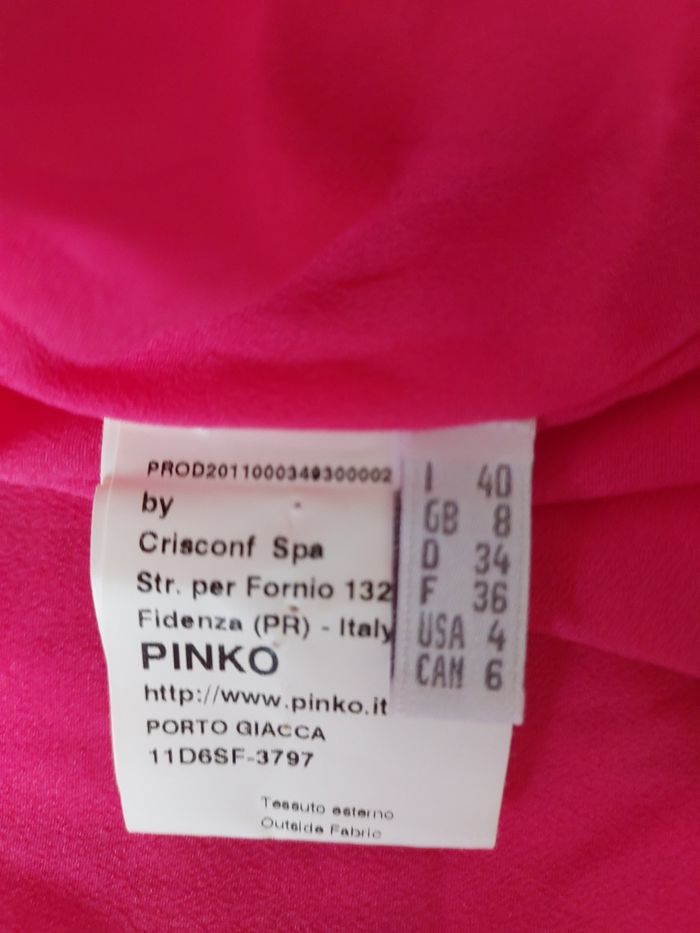 PROD2011000349300002
by
Crisconf Spa
Str. per Fornio 132
Fidenza (PR) - Italy
PINKO
http://www.pinko.it
PORTO GIACCA
11D6SF-3797
Tessuto esterno
Outside Fabric
I 40
GB 8
D 34
F 36
USA 4
CAN 6